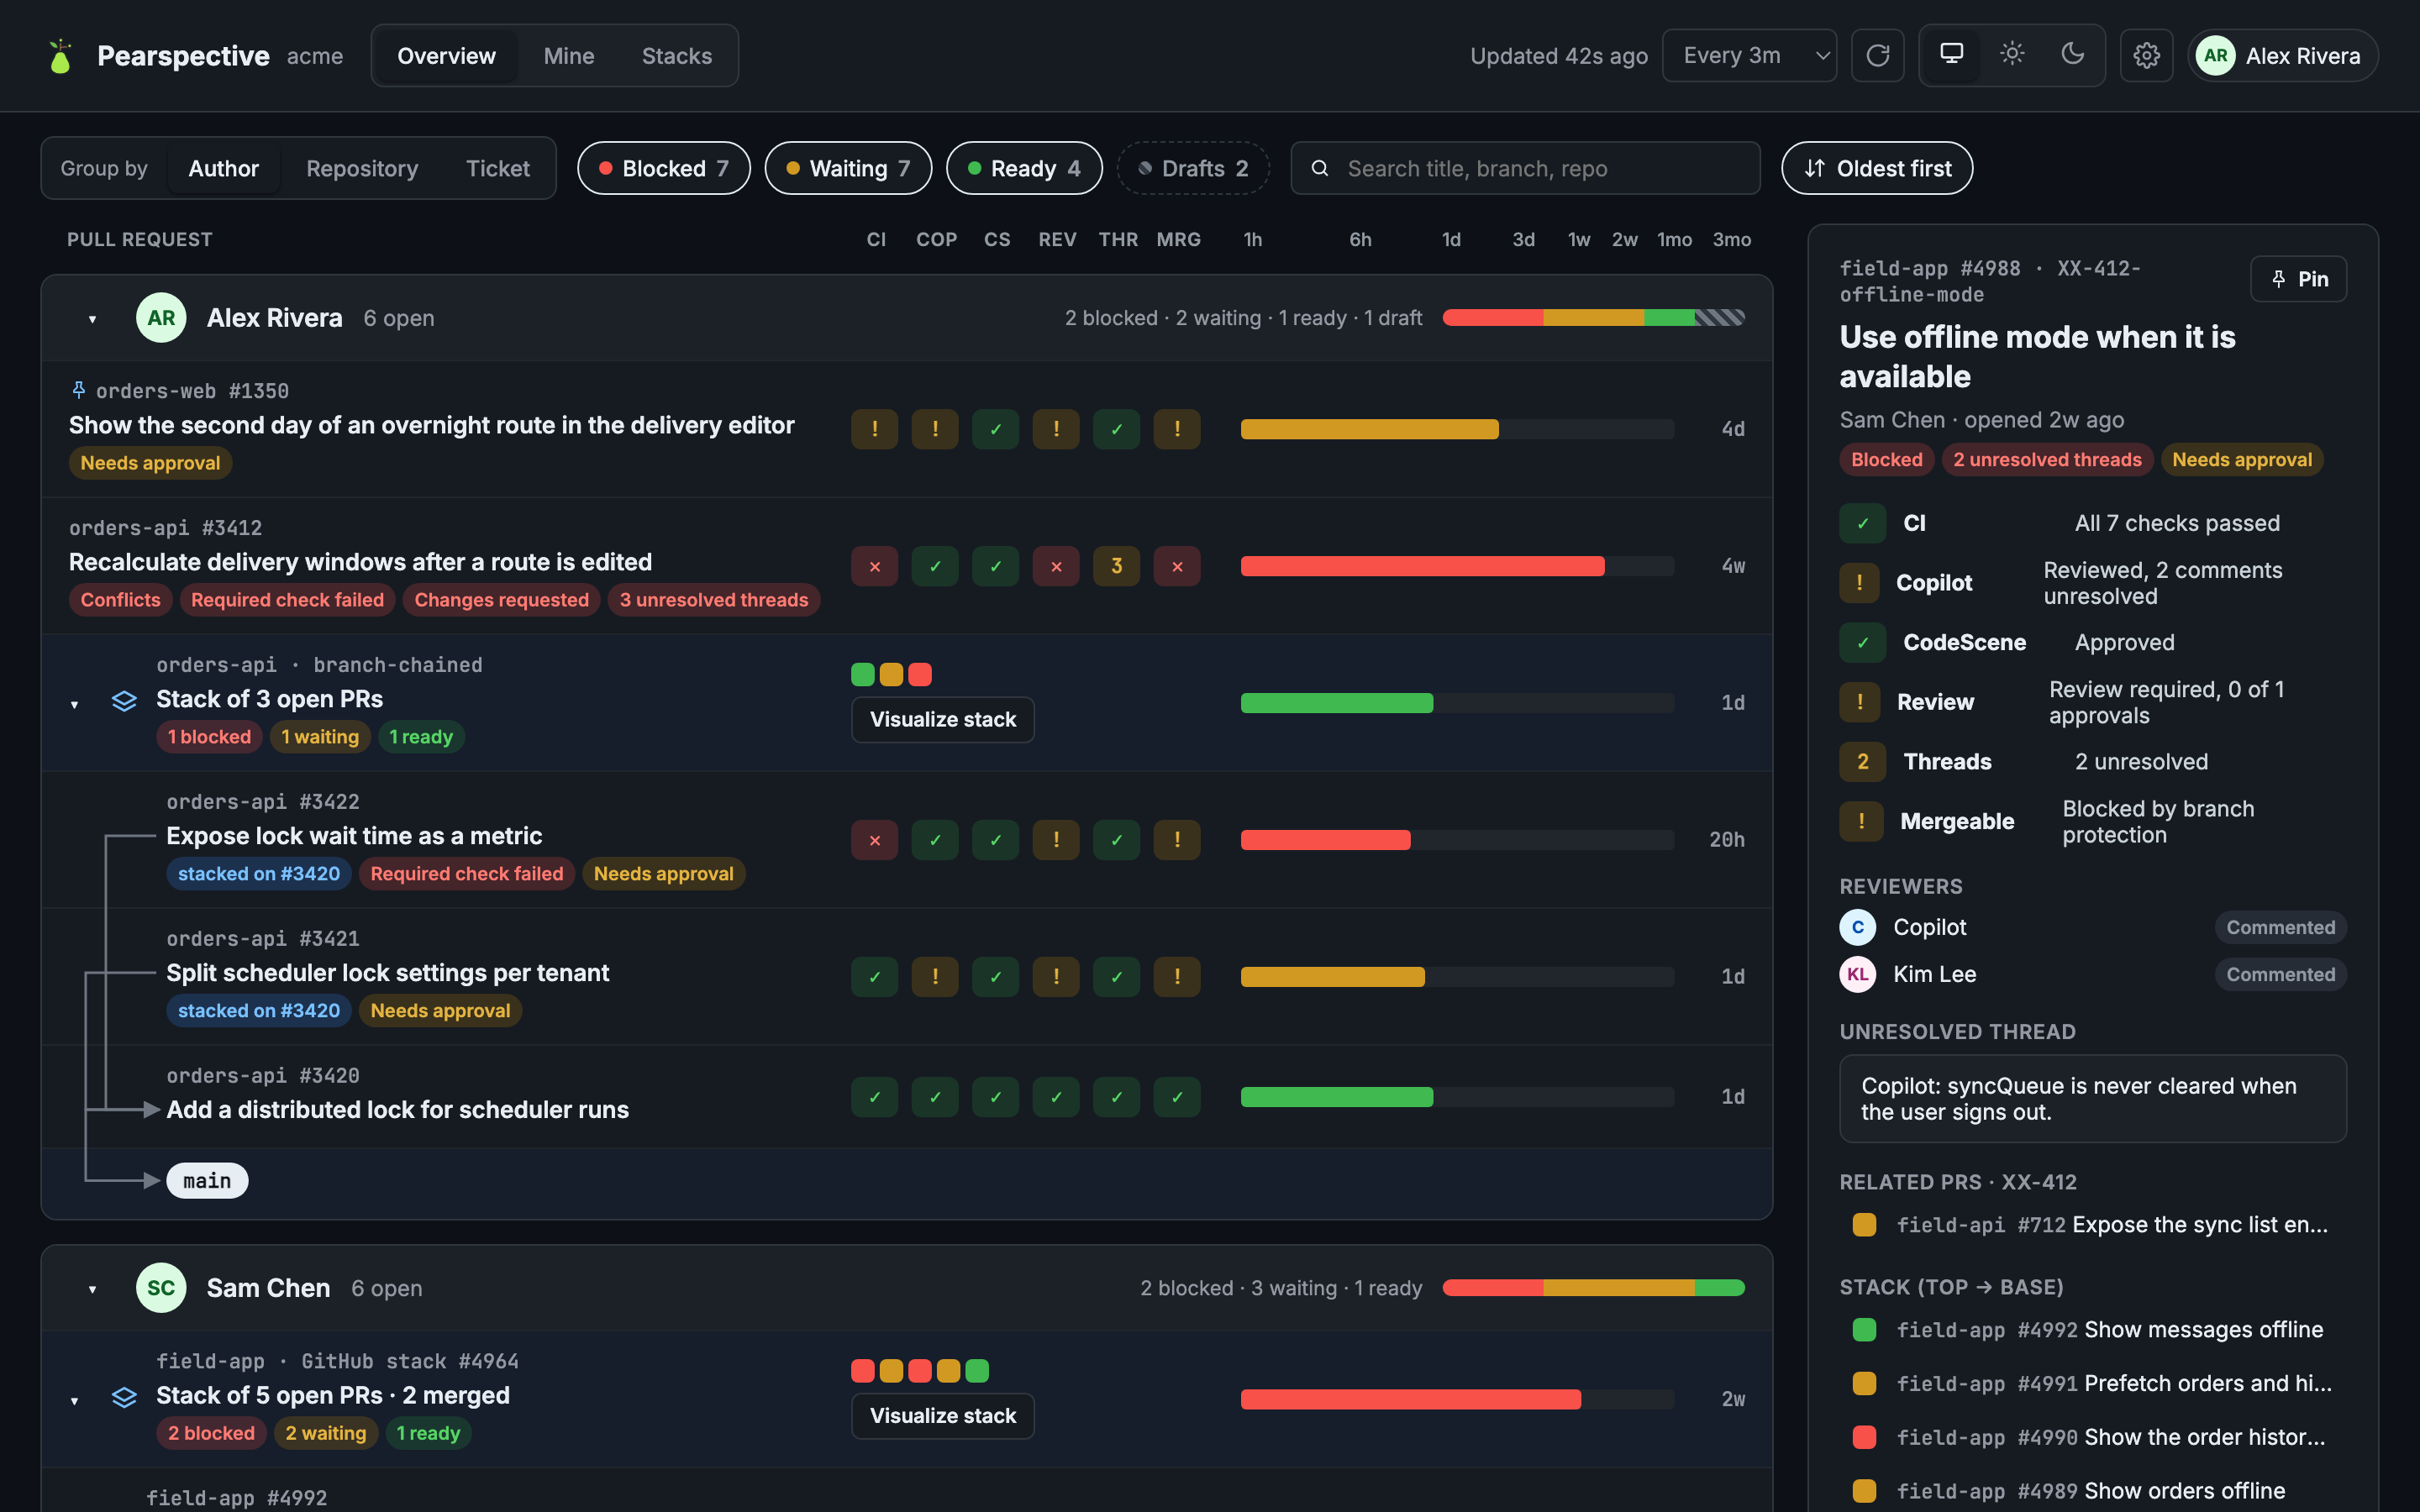 Pearspective acme Overview Mine Stacks Updated 42s ago Every 3m AR Alex Rivera
Group by Author Repository Ticket Blocked 7 Waiting 7 Ready 4 Drafts 2 Search title, branch, repo Oldest first
PULL REQUEST CI COP CS REV THR MRG 1h 6h 1d 3d 1w 2w 1mo 3mo
AR Alex Rivera 6 open 2 blocked · 2 waiting · 1 ready · 1 draft
orders-web #1350
Show the second day of an overnight route in the delivery editor ! ! ✓ ! ✓ ! 4d
Needs approval
orders-api #3412
Recalculate delivery windows after a route is edited × ✓ ✓ × 3 × 4w
Conflicts Required check failed Changes requested 3 unresolved threads
orders-api · branch-chained
Stack of 3 open PRs 1d
Visualize stack
1 blocked 1 waiting 1 ready
orders-api #3422
Expose lock wait time as a metric × ✓ ✓ ! ✓ ! 20h
stacked on #3420 Required check failed Needs approval
orders-api #3421
Split scheduler lock settings per tenant ✓ ! ✓ ! ✓ ! 1d
stacked on #3420 Needs approval
orders-api #3420
Add a distributed lock for scheduler runs ✓ ✓ ✓ ✓ ✓ ✓ 1d
main
SC Sam Chen 6 open 2 blocked · 3 waiting · 1 ready
field-app · GitHub stack #4964
Stack of 5 open PRs · 2 merged 2w
Visualize stack
2 blocked 2 waiting 1 ready
field-app #4992
field-app #4988 · XX-412-
offline-mode
Pin
Use offline mode when it is
available
Sam Chen · opened 2w ago
Blocked 2 unresolved threads Needs approval
✓ CI All 7 checks passed
! Copilot Reviewed, 2 comments
unresolved
✓ CodeScene Approved
! Review Review required, 0 of 1
approvals
2 Threads 2 unresolved
! Mergeable Blocked by branch
protection
REVIEWERS
C Copilot Commented
KL Kim Lee Commented
UNRESOLVED THREAD
Copilot: syncQueue is never cleared when
the user signs out.
RELATED PRS · XX-412
field-api #712 Expose the sync list en...
STACK (TOP → BASE)
field-app #4992 Show messages offline
field-app #4991 Prefetch orders and hi...
field-app #4990 Show the order histor...
field-app #4989 Show orders offline